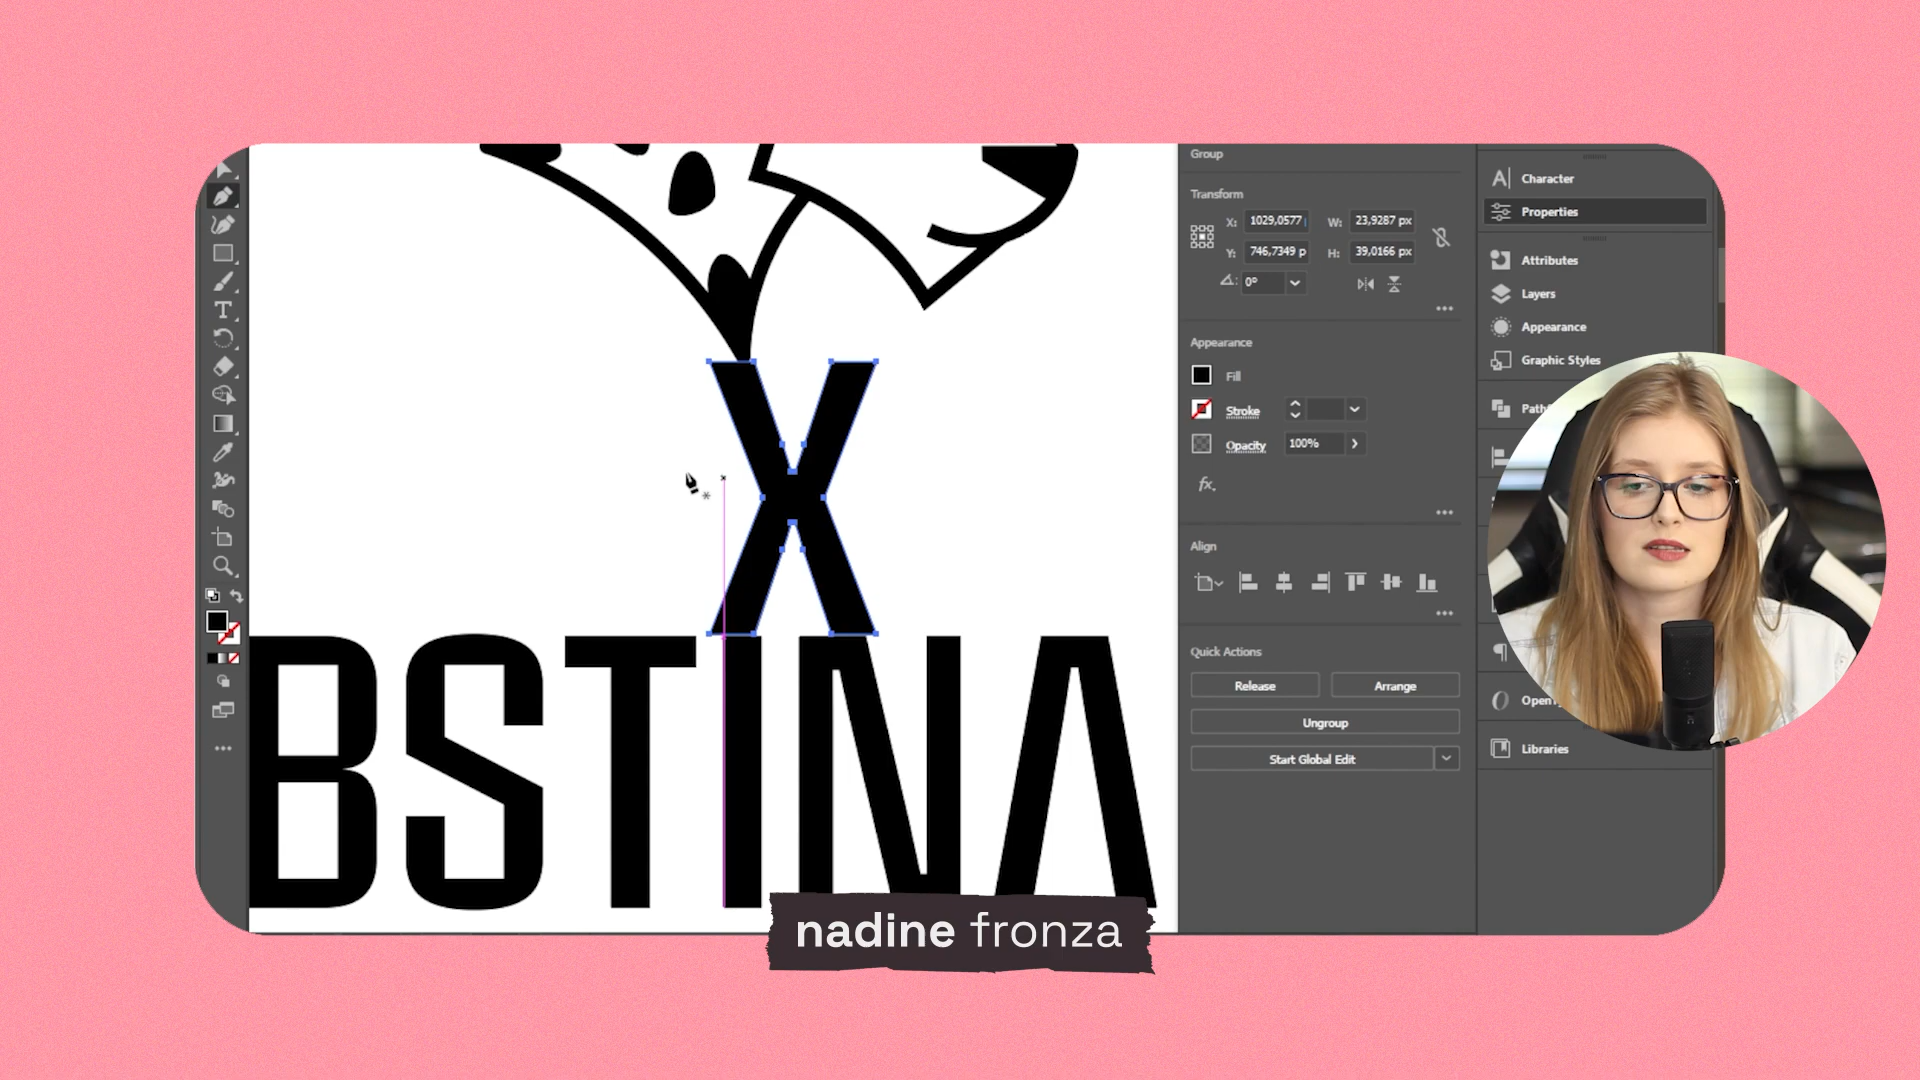 Group
Transform
X: 1029,0577 W: 23,9287 px
Y: 746,7349 p H: 39,0166 px
0°
Appearance
Fill
Stroke
Opacity 100%
fx.
Align
Quick Actions
Release Arrange
Ungroup
Start Global Edit
A| Character
Properties
Attributes
Layers
Appearance
Graphic Styles
Libraries
T
X
BSTINA
nadine fronza